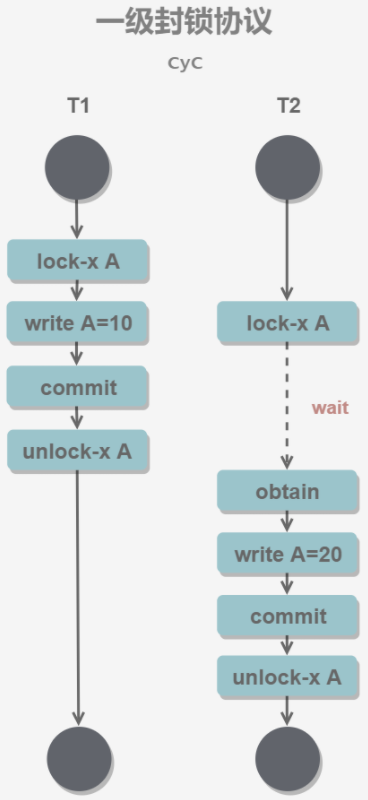 一级封锁协议
CyC
T1
T2
lock-x A
write A=10
lock-x A
commit
wait
unlock-x A
obtain
write A=20
commit
unlock-x A